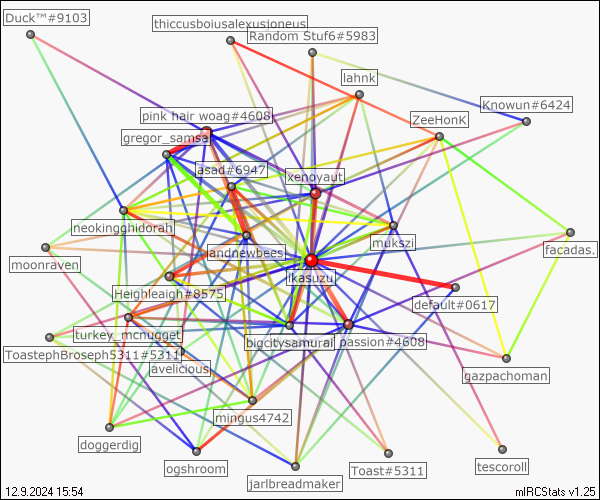 Duck™#9103
thiccusboiusalexusjoneus
Random Stuf6#5983
lahnk
Knowun#6424
pink hair woag#4608
ZeeHonK
gregor_samsa
asad#6947
xenoyaut
neokingghidorah
mukszi
facadas.
landnewbees
moonraven
ikasuzu
Heighleaigh#8575
default#0617
turkey_mcnugget
bigcitysamurai
passion#4608
ToastephBroseph5311#5311
avelicious
gazpachoman
mingus4742
doggerdig
ogshroom
Toast#5311
tescoroll
jarlbreadmaker
12.9.2024 15:54
mIRCStats v1.25